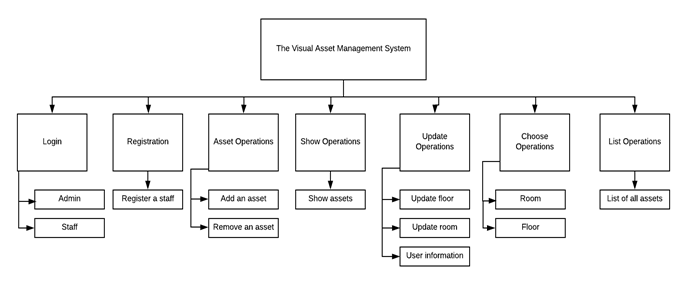 The Visual Asset Management System
Login
Registration
Asset Operations
Show Operations
Update
Operations
Choose
Operations
List Operations
Admin
Staff
Register a staff
Add an asset
Remove an asset
Show assets
Update floor
Update room
User information
Room
Floor
List of all assets